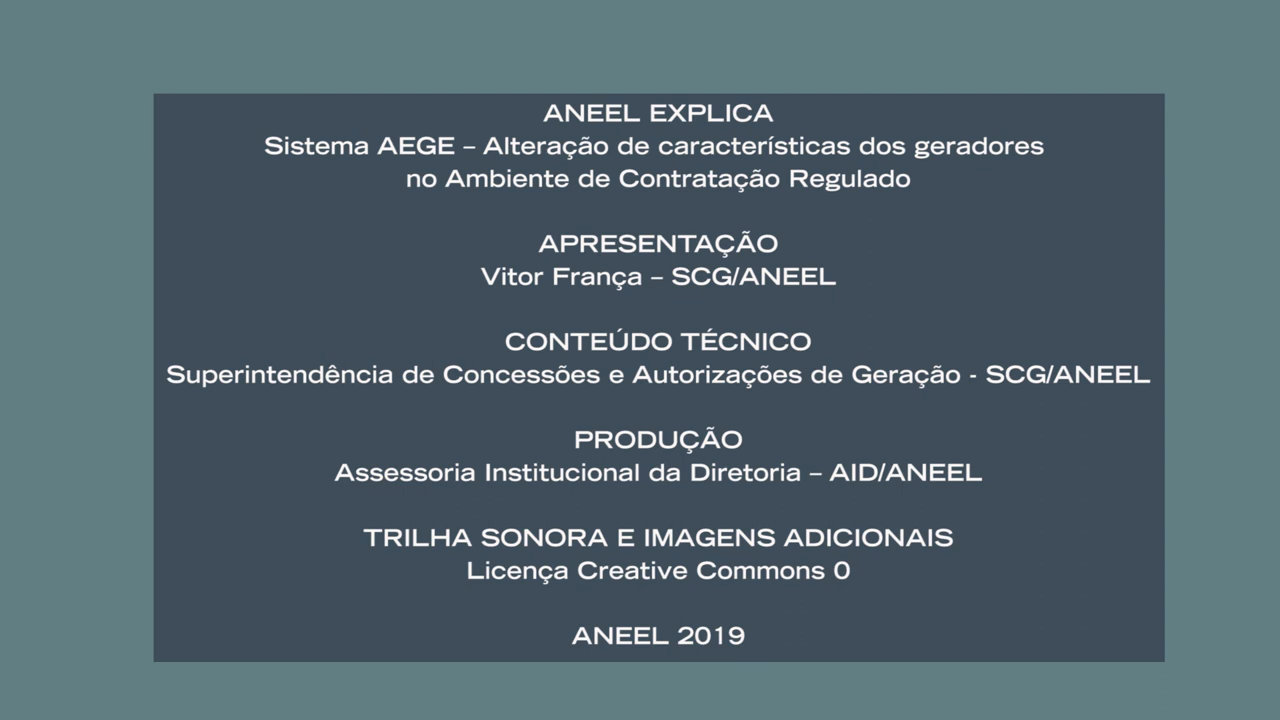 ANEEL EXPLICA
Sistema AEGE – Alteração de características dos geradores
no Ambiente de Contratação Regulado
APRESENTAÇÃO
Vitor França – SCG/ANEEL
CONTEÚDO TÉCNICO
Superintendência de Concessões e Autorizações de Geração - SCG/ANEEL
PRODUÇÃO
Assessoria Institucional da Diretoria – AID/ANEEL
TRILHA SONORA E IMAGENS ADICIONAIS
Licença Creative Commons 0
ANEEL 2019